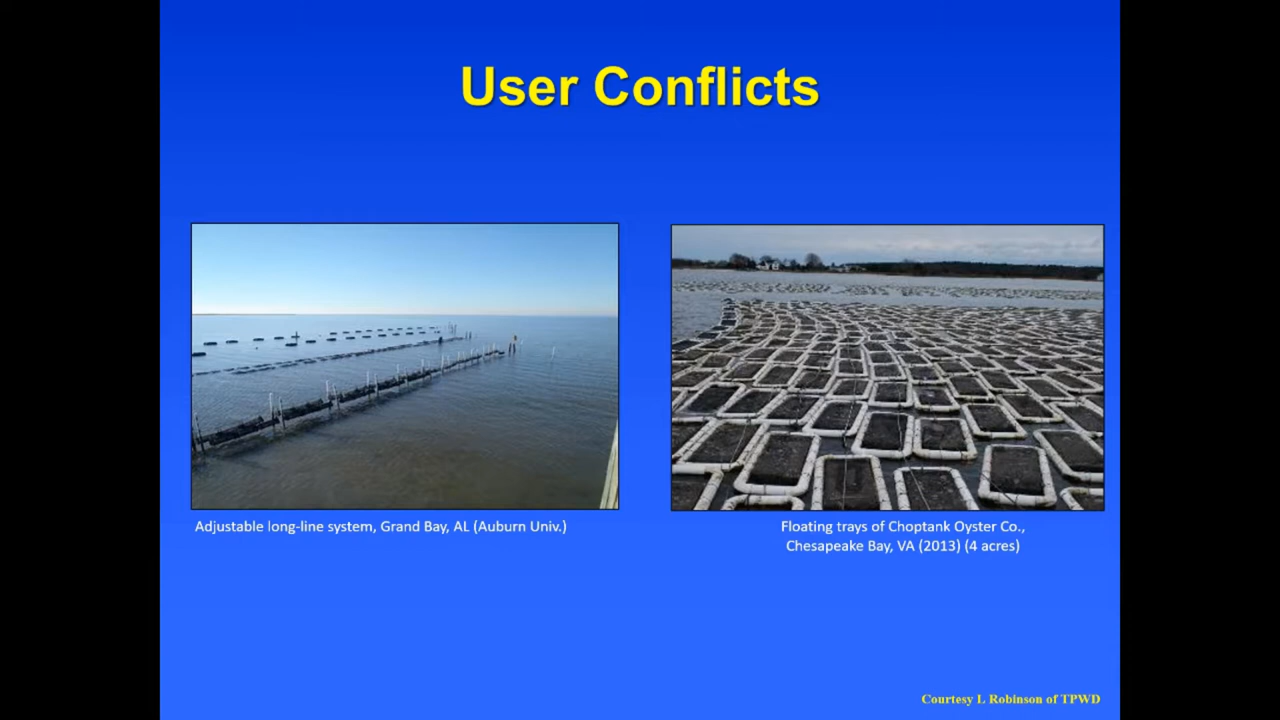 User Conflicts
Adjustable long-line system, Grand Bay, AL (Auburn Univ.)
Floating trays of Choptank Oyster Co.,
Chesapeake Bay, VA (2013) (4 acres)
Courtesy L Robinson of TPWD